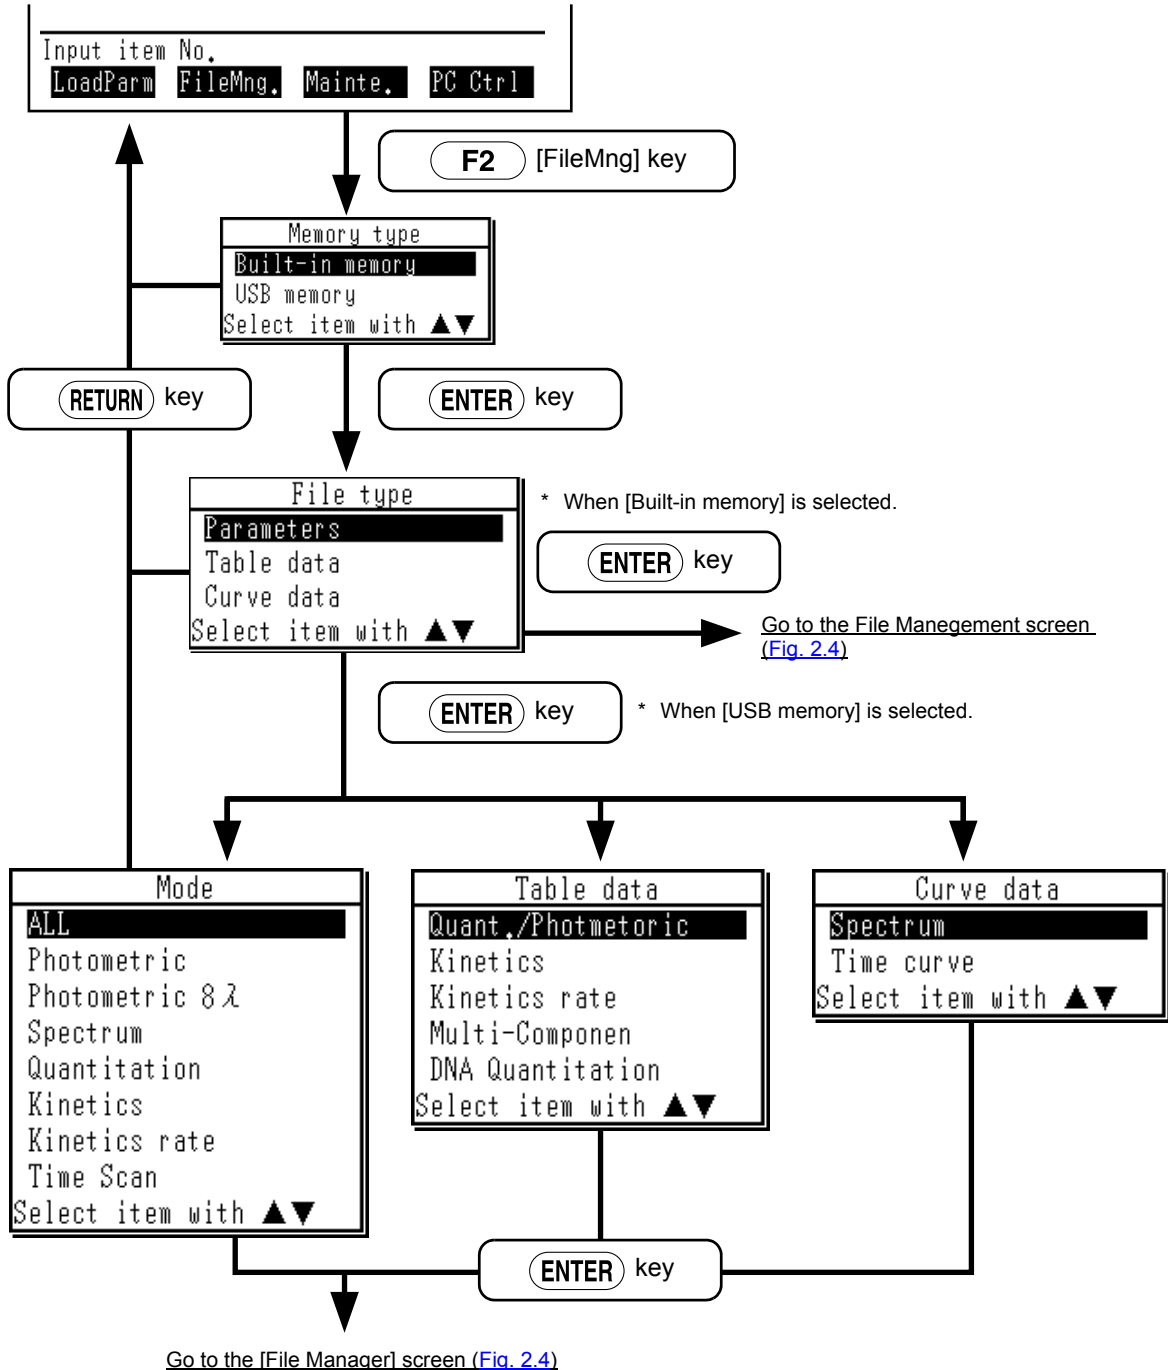 Input item No.
LoadParm FileMng. Mainte. PC Ctrl
F2 [FileMng] key
Memory type
Built-in memory
USB memory
Select item with ▲▼
RETURN key
ENTER key
File type
Parameters
Table data
Curve data
Select item with ▲▼
* When [Built-in memory] is selected.
ENTER key
Go to the File Manegement screen
(Fig. 2.4)
ENTER key
* When [USB memory] is selected.
Mode
ALL
Photometric
Photometric 8λ
Spectrum
Quantitation
Kinetics
Kinetics rate
Time Scan
Select item with ▲▼
Table data
Quant./Photmetoric
Kinetics
Kinetics rate
Multi-Componen
DNA Quantitation
Select item with ▲▼
Curve data
Spectrum
Time curve
Select item with ▲▼
ENTER key
Go to the [File Manager] screen (Fig. 2.4)